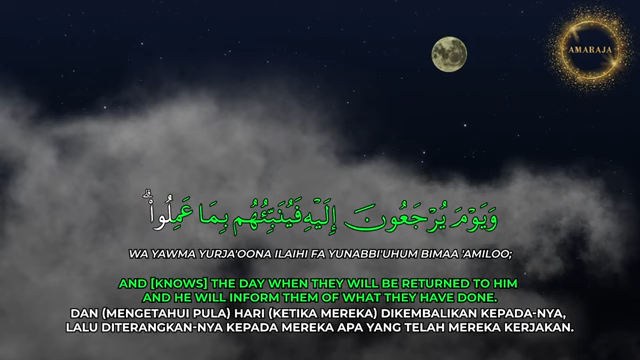 AMARAJA
وَيَوْمَ يُرْجَعُونَ إِلَيْهِ فَيُنَبِّئُهُم بِمَا عَمِلُوا۟ ۗ
WA YAWMA YURJA'OONA ILAIHI FA YUNABBI'UHUM BIMAA 'AMILOO;
AND [KNOWS] THE DAY WHEN THEY WILL BE RETURNED TO HIM
AND HE WILL INFORM THEM OF WHAT THEY HAVE DONE.
DAN (MENGETAHUI PULA) HARI (KETIKA MEREKA) DIKEMBALIKAN KEPADA-NYA,
LALU DITERANGKAN-NYA KEPADA MEREKA APA YANG TELAH MEREKA KERJAKAN.